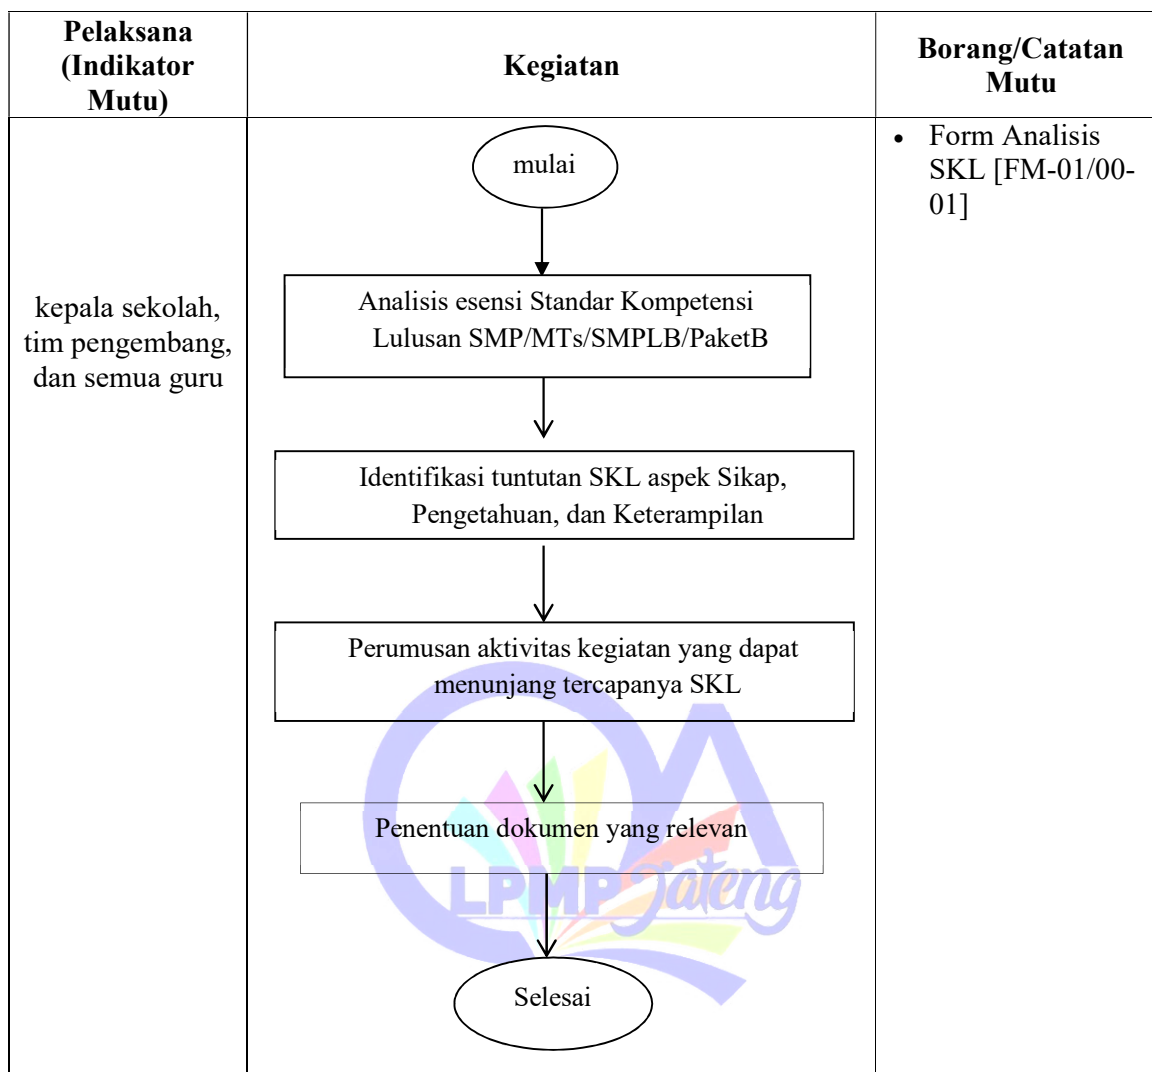 Pelaksana
(Indikator
Mutu)
Kegiatan
Borang/Catatan
Mutu
kepala sekolah,
tim pengembang,
dan semua guru
mulai
Analisis esensi Standar Kompetensi
Lulusan SMP/MTs/SMPLB/PaketB
Identifikasi tuntutan SKL aspek Sikap,
Pengetahuan, dan Keterampilan
Perumusan aktivitas kegiatan yang dapat
menunjang tercapanya SKL
Penentuan dokumen yang relevan
Selesai
• Form Analisis
SKL [FM-01/00-
01]
QA
LPMP Jateng